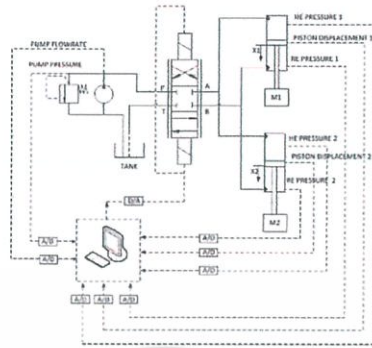 HE PRESSURE 1
PUMP FLOWRATE
PISTON DISPLACEMENT 1
X1
RE PRESSURE 1
PUMP PRESSURE
P
A
T
B
M1
HE PRESSURE 2
TANK
PISTON DISPLACEMENT 2
X2
RE PRESSURE 2
D/A
M2
A/D
A/D
A/D
A/D
A/D
A/D
A/D
A/D